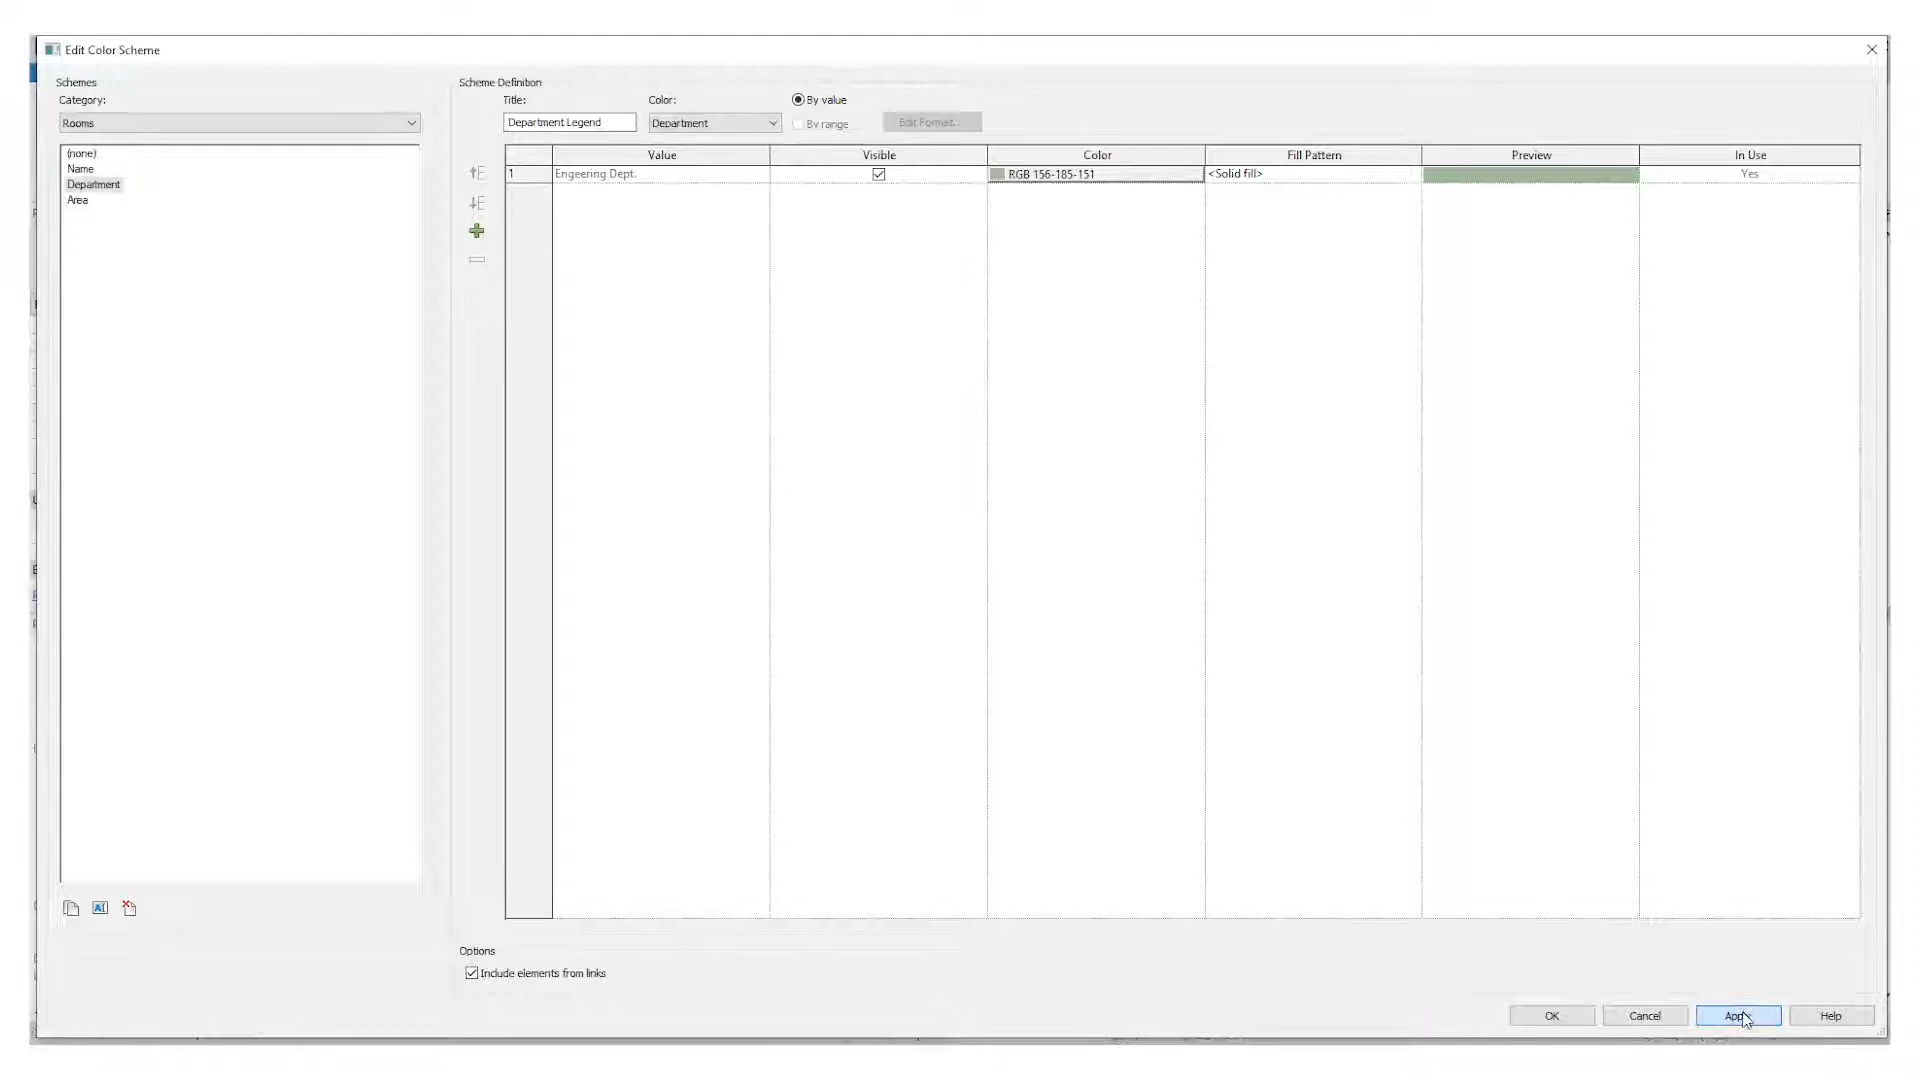 Edit Color Scheme
Schemes
Category:
Rooms
(none)
Name
Department
Area
Scheme Definition
Title:
Department Legend
Color:
Department
By value
By range
Edit Format...
Value Visible Color Fill Pattern Preview In Use
1 Engeering Dept. RGB 156-185-151 <Solid fill> Yes
Options
Include elements from links
OK Cancel Help